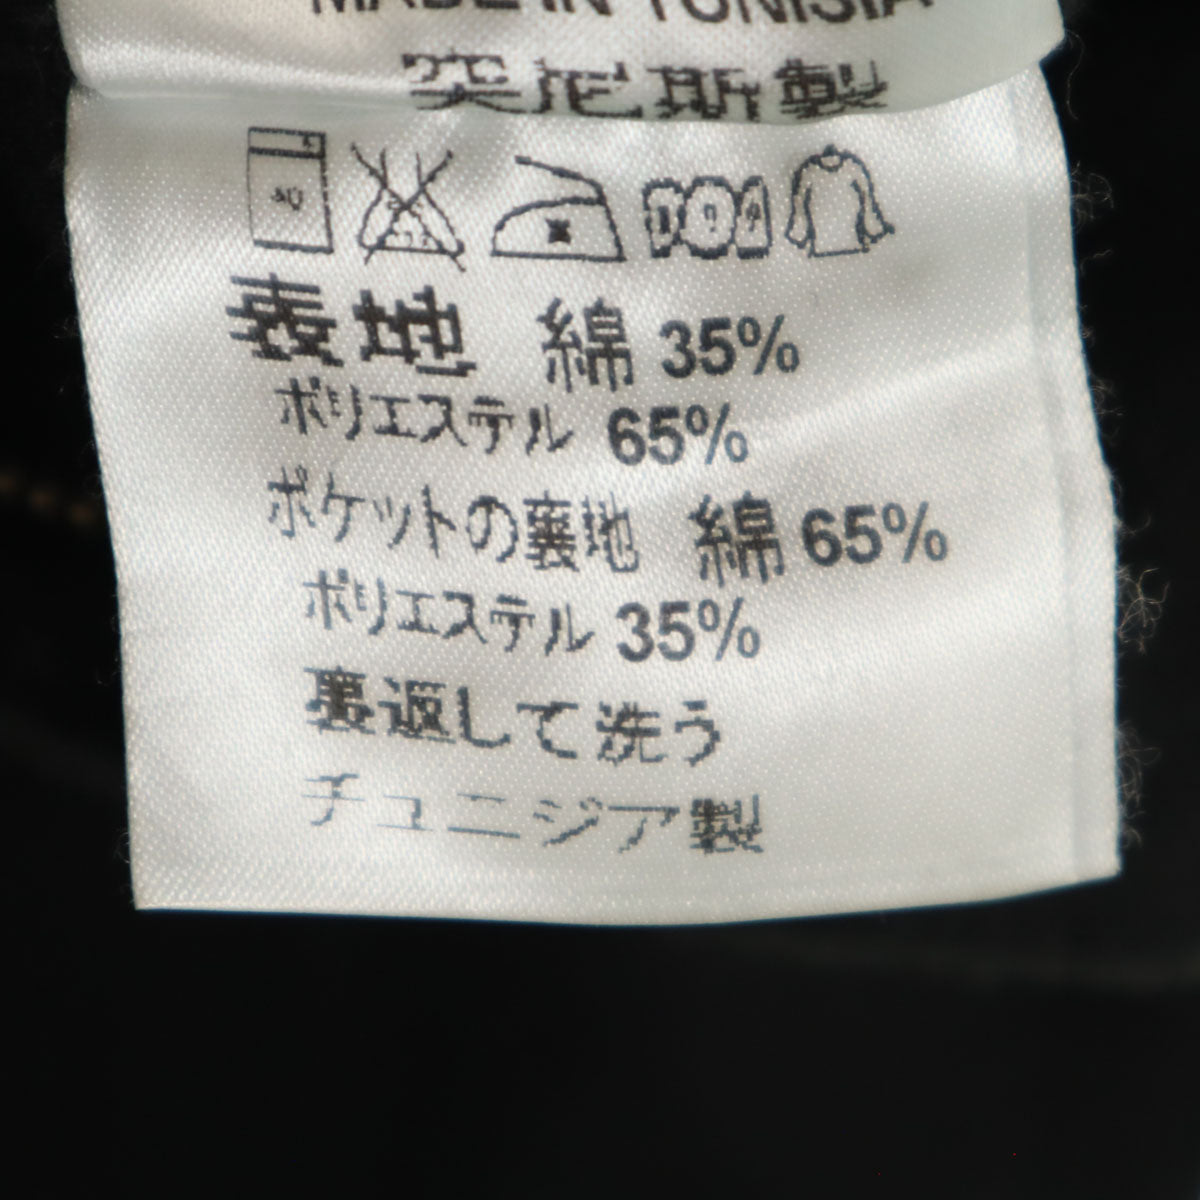 MADE IN TUNISIA
突尼斯製
40
表地 綿 35%
ポリエステル 65%
ポケットの裏地 綿 65%
ポリエステル 35%
裏返して洗う
チュニジア製